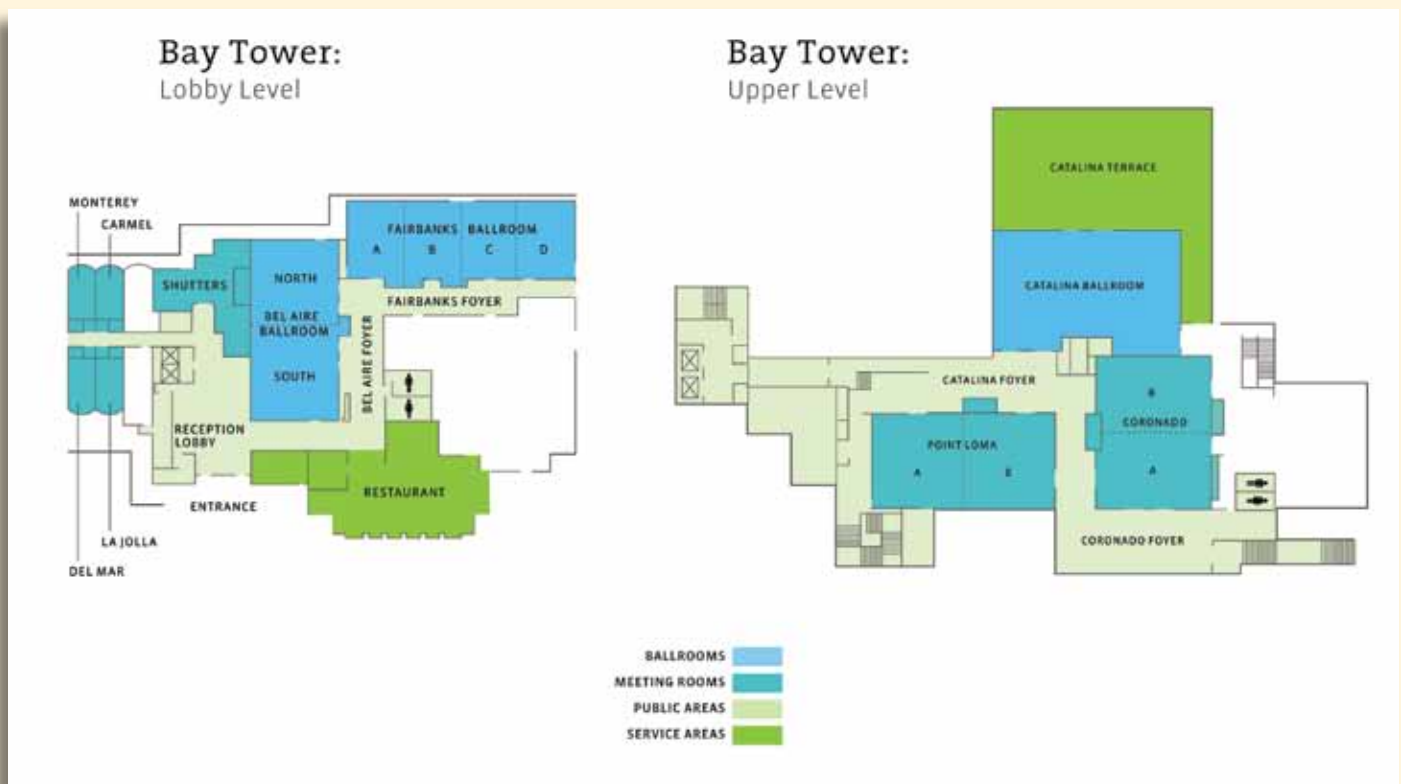 Bay Tower:
Lobby Level
MONTEREY
CARMEL
SHUTTERS
NORTH
BEL AIRE
BALLROOM
SOUTH
FAIRBANKS BALLROOM
A B C D
FAIRBANKS FOYER
BEL AIRE FOYER
RECEPTION
LOBBY
RESTAURANT
ENTRANCE
LA JOLLA
DEL MAR
Bay Tower:
Upper Level
CATALINA TERRACE
CATALINA BALLROOM
CATALINA FOYER
B
CORONADO
A
POINT LOMA
A B
CORONADO FOYER
BALLROOMS
MEETING ROOMS
PUBLIC AREAS
SERVICE AREAS